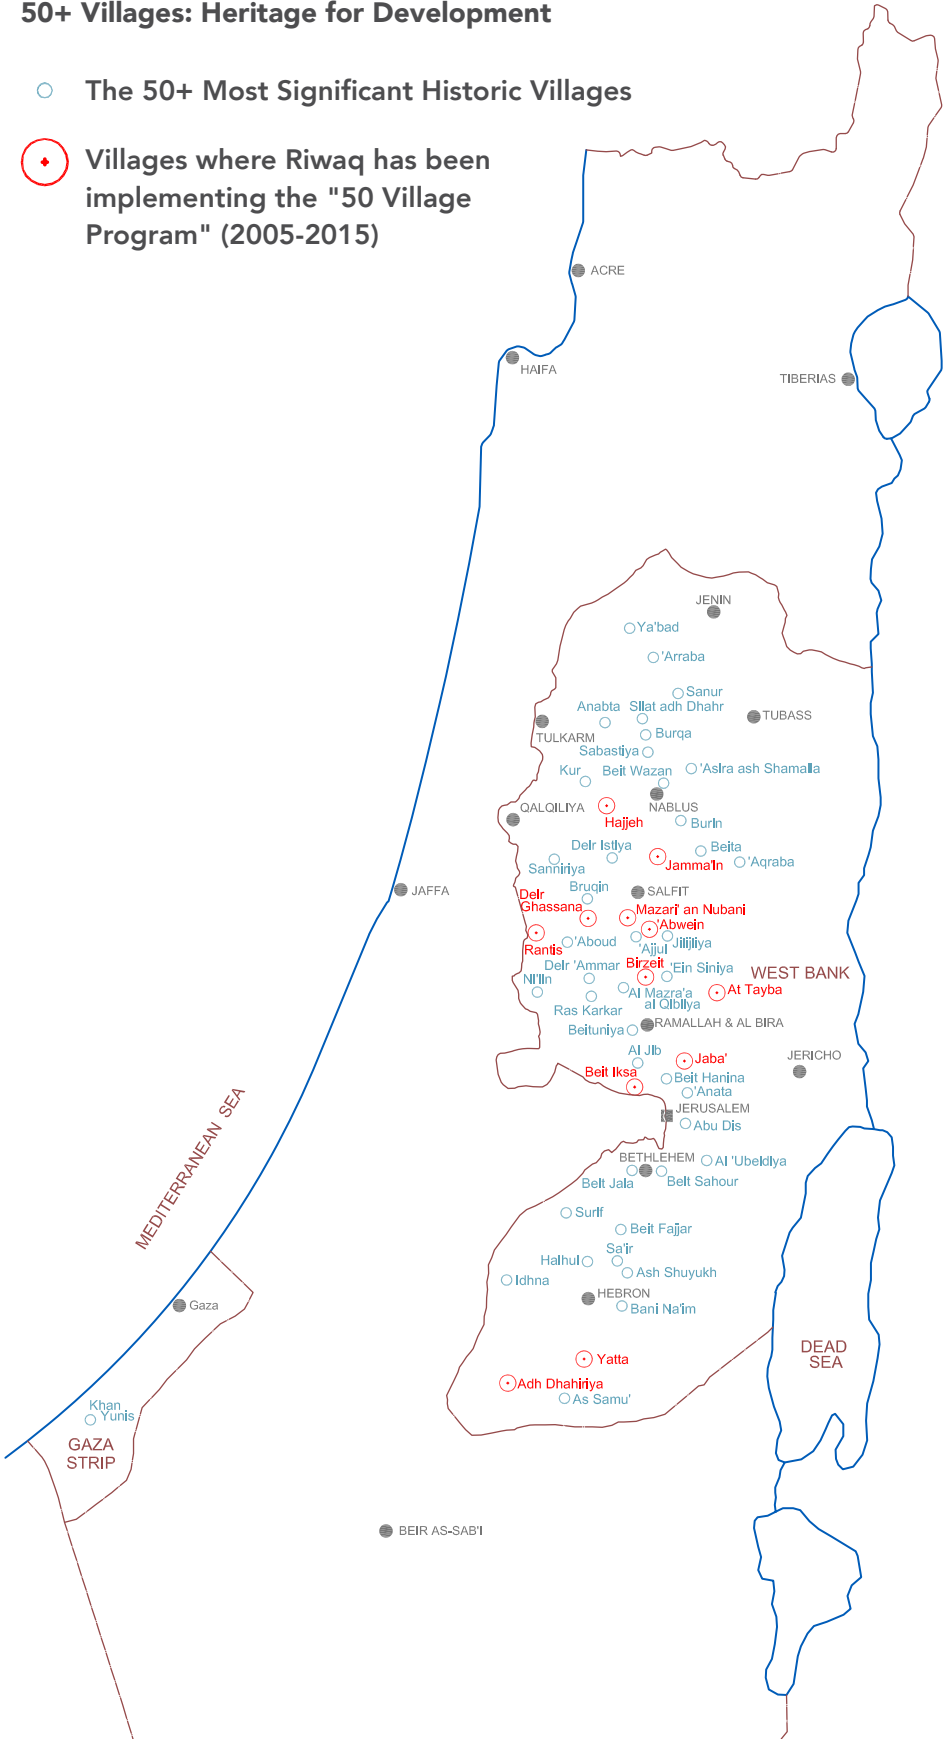 50+ Villages: Heritage for Development
The 50+ Most Significant Historic Villages
Villages where Riwaq has been
implementing the "50 Village
Program" (2005-2015)
ACRE
HAIFA
TIBERIAS
JENIN
Ya'bad
'Arraba
Sanur
Anabta
SIlat adh Dhahr
TUBASS
TULKARM
Burqa
Sabastiya
Kur
Beit Wazan
'AsIra ash ShamaIIa
QALQILIYA
NABLUS
Hajjeh
BurIn
DeIr IstIya
Beita
Sanniriya
Jamma'In
'Aqraba
Bruqin
SALFIT
JAFFA
DeIr
Ghassana
Mazari' an Nubani
'Abwein
Rantis
'Aboud
'Ajjul
Jilijliya
DeIr 'Ammar
Birzeit
'Ein Siniya
WEST BANK
NI'IIn
Al Mazra'a
al QIbIIya
At Tayba
Ras Karkar
Beituniya
RAMALLAH & AL BIRA
Al JIb
Jaba'
JERICHO
Beit Iksa
Beit Hanina
'Anata
JERUSALEM
Abu Dis
MEDITERRANEAN SEA
BETHLEHEM
Al 'UbeIdIya
BeIt Jala
BeIt Sahour
SurIf
Beit Fajjar
Sa'ir
Halhul
Ash Shuyukh
Idhna
HEBRON
Bani Na'im
Gaza
DEAD
SEA
Yatta
Adh Dhahiriya
As Samu'
Khan
Yunis
GAZA
STRIP
BEIR AS-SAB'I